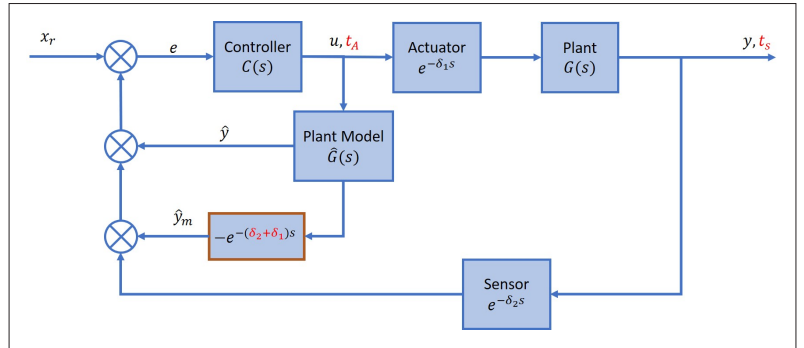 x_r
e
Controller
C(s)
u, t_A
Actuator
e^{-δ_1 s}
Plant
G(s)
y, t_s
ŷ
Plant Model
Ĝ(s)
ŷ_m
-e^{-(δ_2+δ_1)s}
Sensor
e^{-δ_2 s}